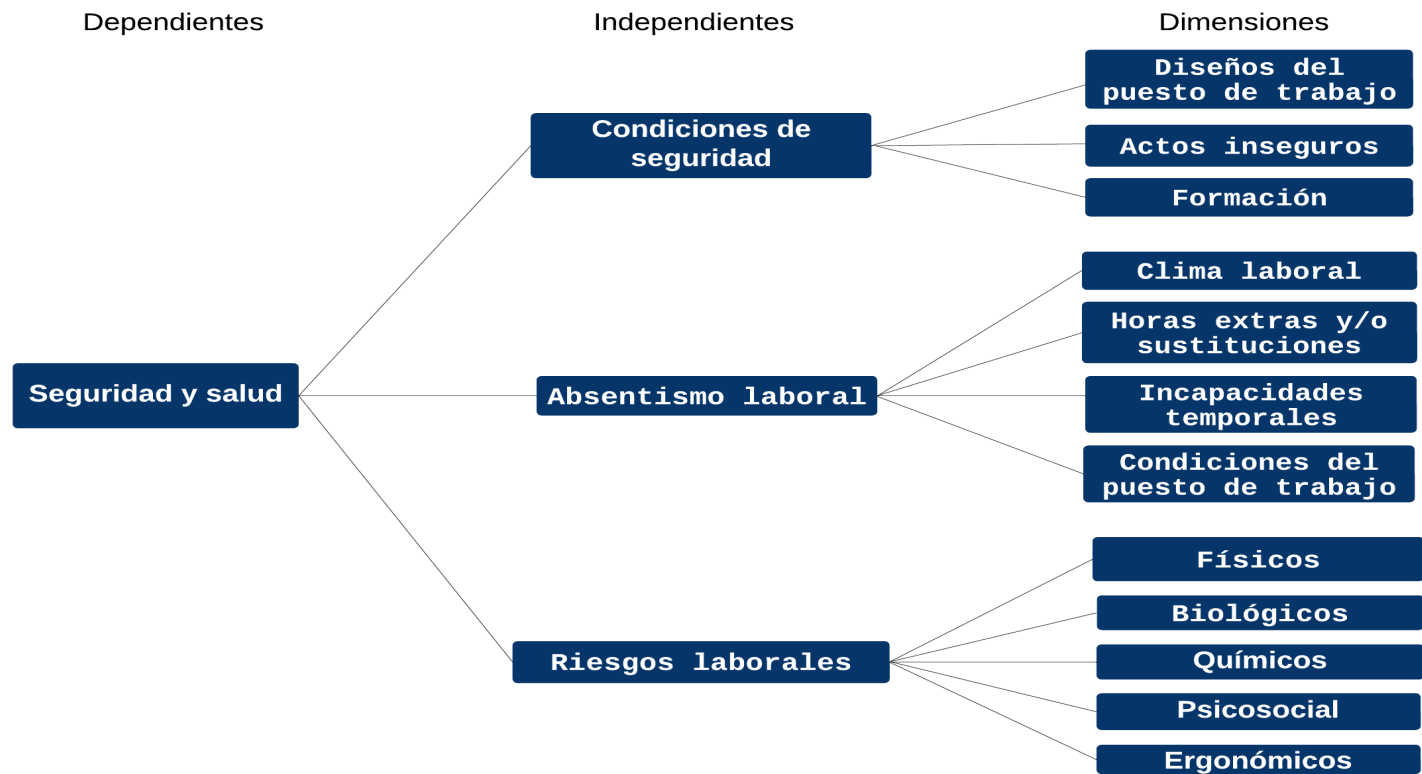 Dependientes
Independientes
Dimensiones
Diseños del
puesto de trabajo
Condiciones de
seguridad
Actos inseguros
Formación
Clima laboral
Horas extras y/o
sustituciones
Seguridad y salud
Absentismo laboral
Incapacidades
temporales
Condiciones del
puesto de trabajo
Físicos
Biológicos
Riesgos laborales
Químicos
Psicosocial
Ergonómicos